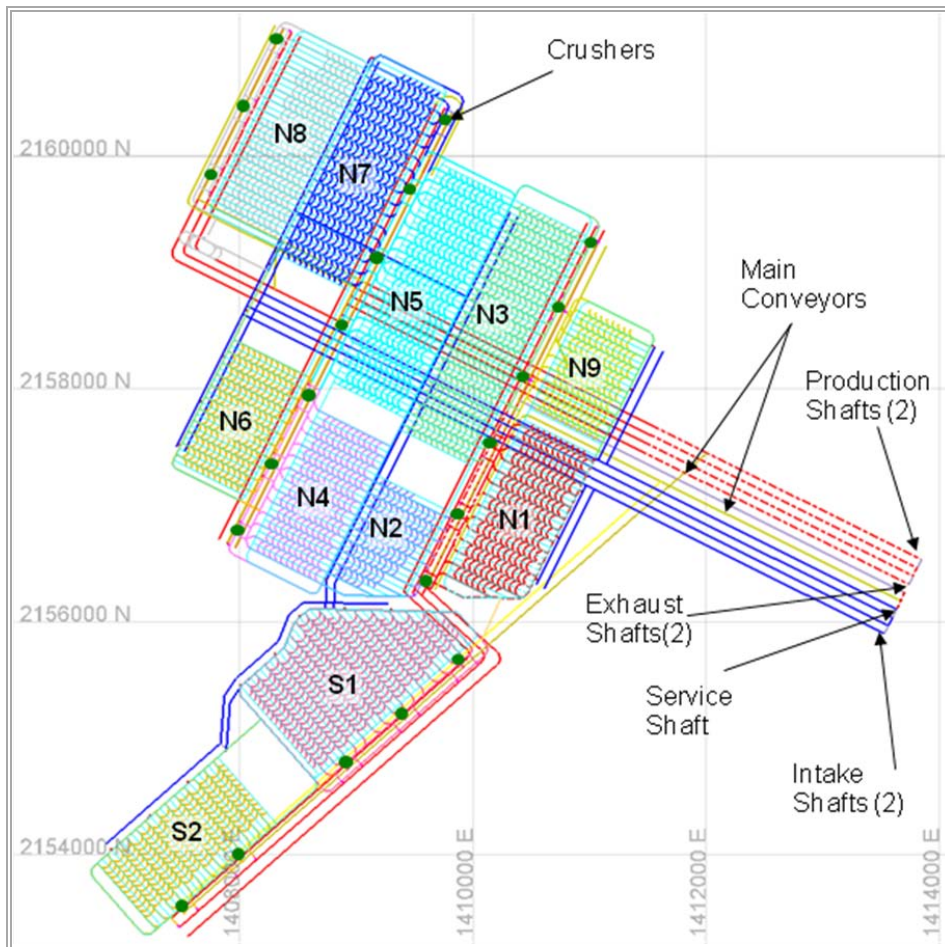 Crushers
N8
2160000 N
N7
Main
Conveyors
N5
N3
N9
2158000 N
Production
Shafts (2)
N6
N4
N1
N2
Exhaust
Shafts(2)
2156000 N
S1
Service
Shaft
Intake
Shafts (2)
S2
2154000 N
1408000 E
1410000 E
1412000 E
1414000 E